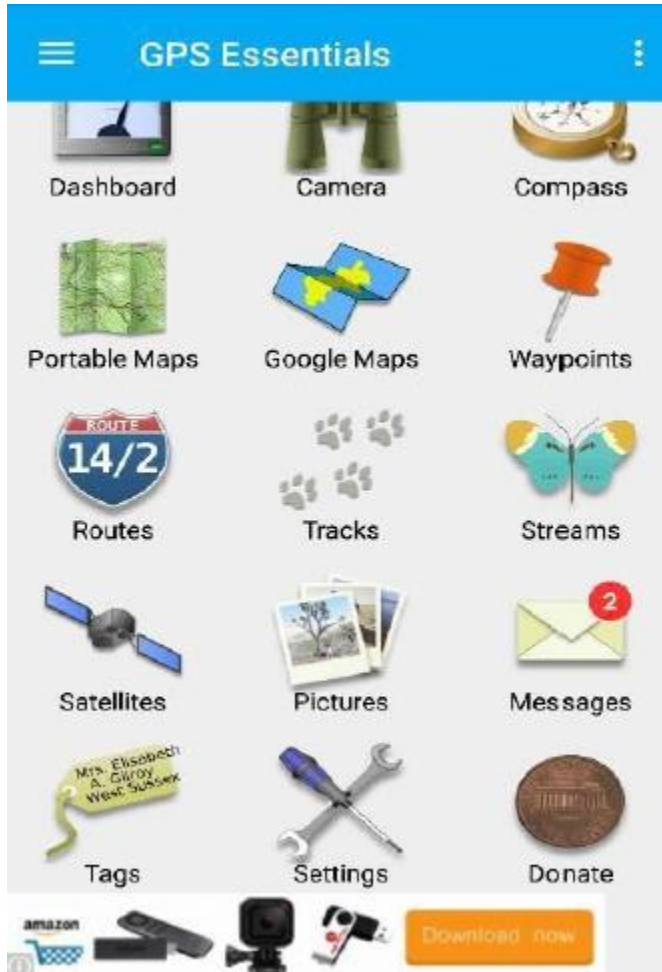 GPS Essentials
Dashboard
Camera
Compass
Portable Maps
Google Maps
Waypoints
ROUTE
14/2
Routes
Tracks
Streams
Satellites
Pictures
2
Messages
Mrs. Elisabeth
A. Gilroy
West Sussex
Tags
Settings
Donate
amazon
Download now